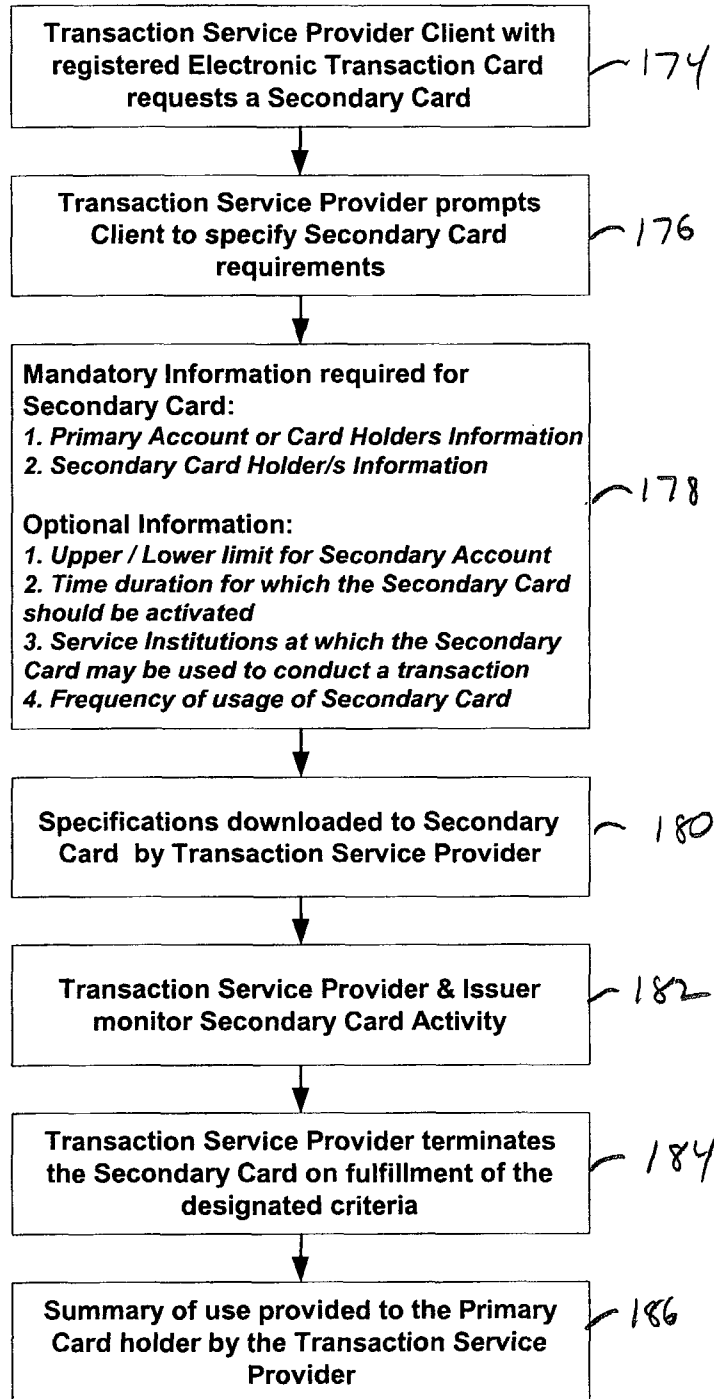 Transaction Service Provider Client with
registered Electronic Transaction Card
requests a Secondary Card
174
Transaction Service Provider prompts
Client to specify Secondary Card
requirements
176
Mandatory Information required for
Secondary Card:
1. Primary Account or Card Holders Information
2. Secondary Card Holder/s Information
Optional Information:
1. Upper / Lower limit for Secondary Account
2. Time duration for which the Secondary Card
should be activated
3. Service Institutions at which the Secondary
Card may be used to conduct a transaction
4. Frequency of usage of Secondary Card
178
Specifications downloaded to Secondary
Card by Transaction Service Provider
180
Transaction Service Provider & Issuer
monitor Secondary Card Activity
182
Transaction Service Provider terminates
the Secondary Card on fulfillment of the
designated criteria
184
Summary of use provided to the Primary
Card holder by the Transaction Service
Provider
186